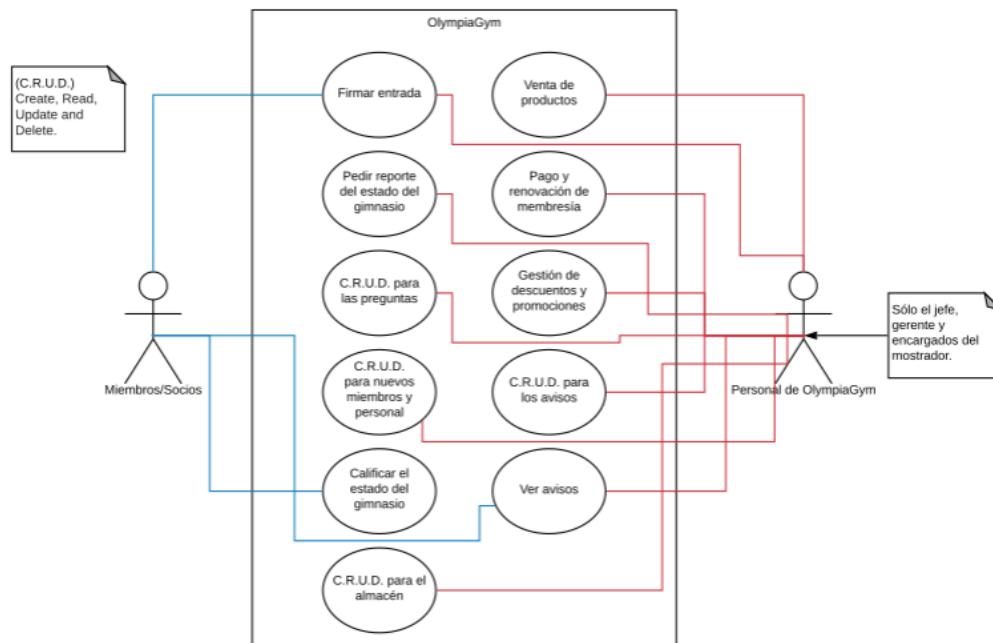 OlympiaGym
(C.R.U.D.)
Create, Read,
Update and
Delete.
Firmar entrada
Venta de
productos
Pedir reporte
del estado del
gimnasio
Pago y
renovación de
membresía
C.R.U.D. para
las preguntas
Gestión de
descuentos y
promociones
Sólo el jefe,
gerente y
encargados del
mostrador.
Miembros/Socios
C.R.U.D.
para nuevos
miembros y
personal
C.R.U.D. para
los avisos
Personal de OlympiaGym
Calificar el
estado del
gimnasio
Ver avisos
C.R.U.D. para el
almacén